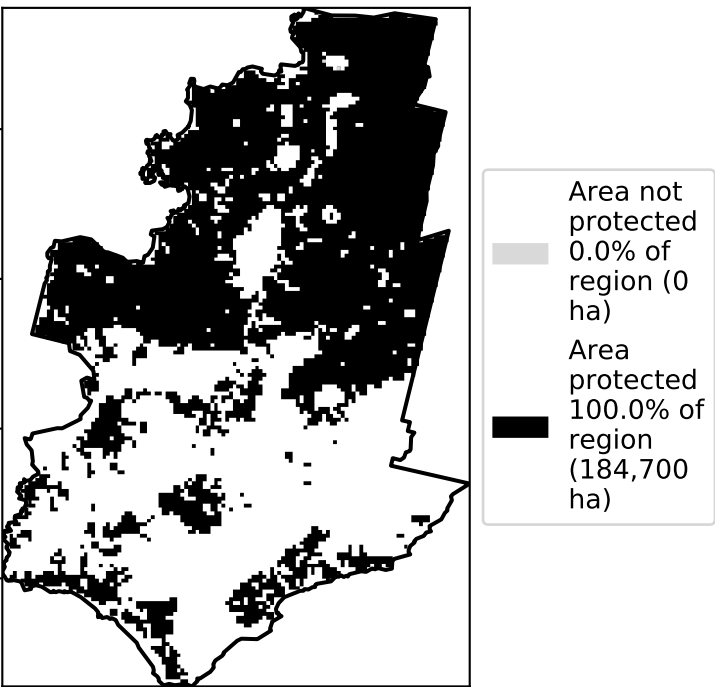 Area not
protected
0.0% of
region (0
ha)
Area
protected
100.0% of
region
(184,700
ha)